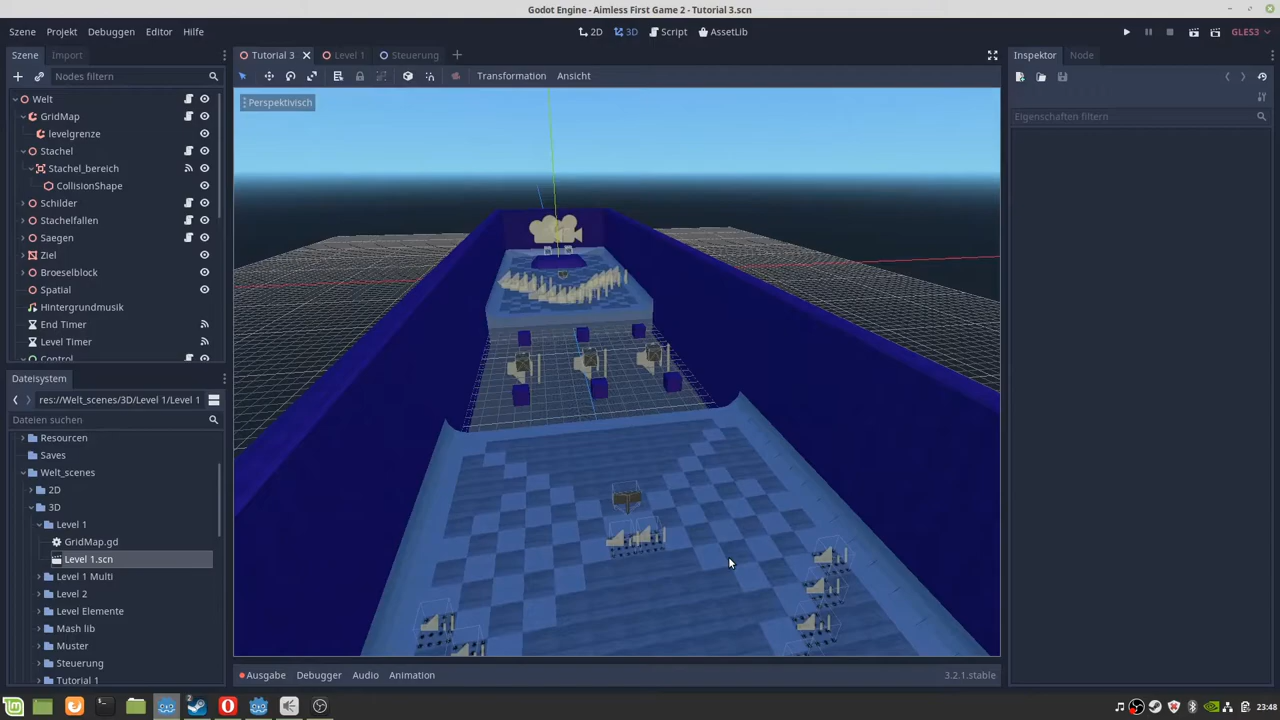 Godot Engine - Aimless First Game 2 - Tutorial 3.scn
Szene Projekt Debuggen Editor Hilfe
2D 3D Script AssetLib
GLES3
Szene Import
Tutorial 3 Level 1 Steuerung
Inspektor Node
Nodes filtern
Transformation Ansicht
Perspektivisch
Eigenschaften filtern
Welt
GridMap
levelgrenze
Stachel
Stachel_bereich
CollisionShape
Schilder
Stachelfallen
Saegen
Ziel
Broeselblock
Spatial
Hintergrundmusik
End Timer
Level Timer
Control
Dateisystem
res://Welt_scenes/3D/Level 1/Level 1
Dateien suchen
Resourcen
Saves
Welt_scenes
2D
3D
Level 1
GridMap.gd
Level 1.scn
Level 1 Multi
Level 2
Level Elemente
Mash lib
Muster
Steuerung
Tutorial 1
Ausgabe Debugger Audio Animation
3.2.1.stable
2
23:48